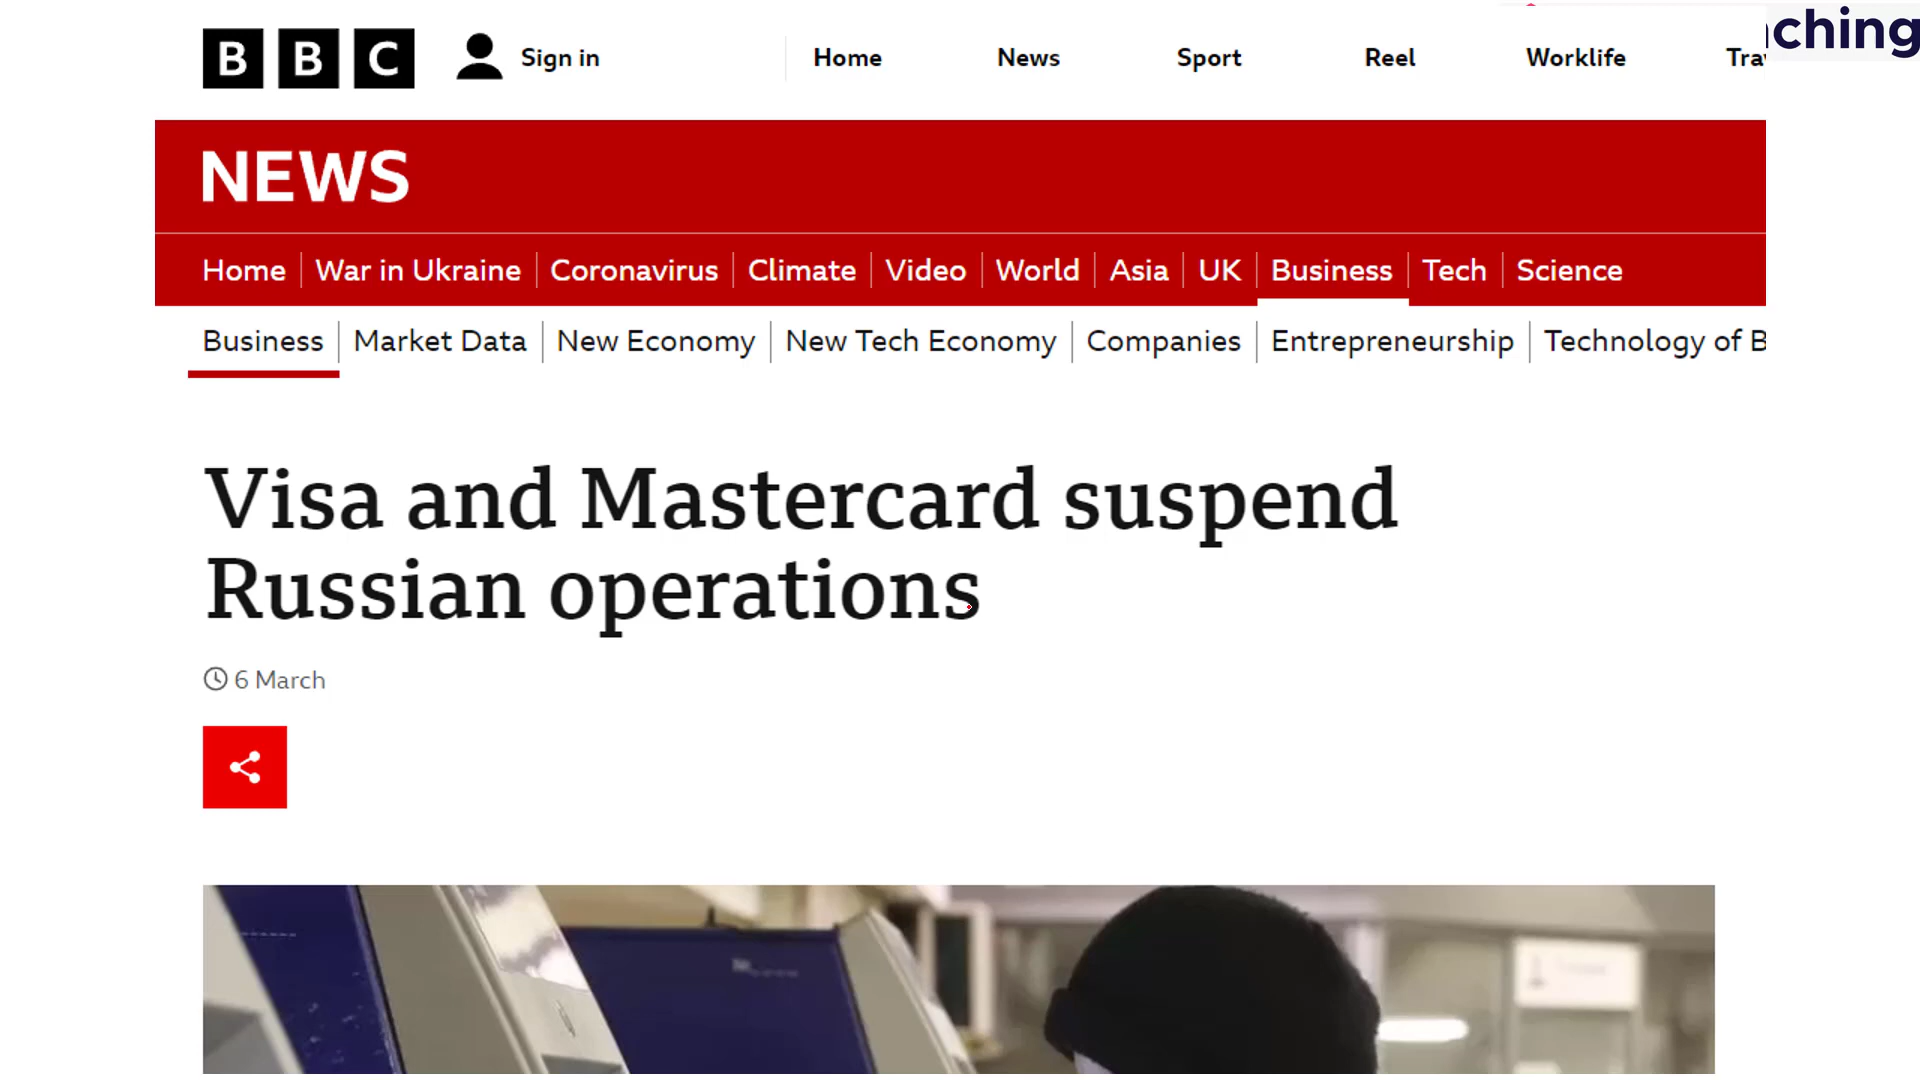 BBC Sign in Home News Sport Reel Worklife
ching
NEWS
Home War in Ukraine Coronavirus Climate Video World Asia UK Business Tech Science
Business Market Data New Economy New Tech Economy Companies Entrepreneurship Technology of B
Visa and Mastercard suspend
Russian operations
6 March